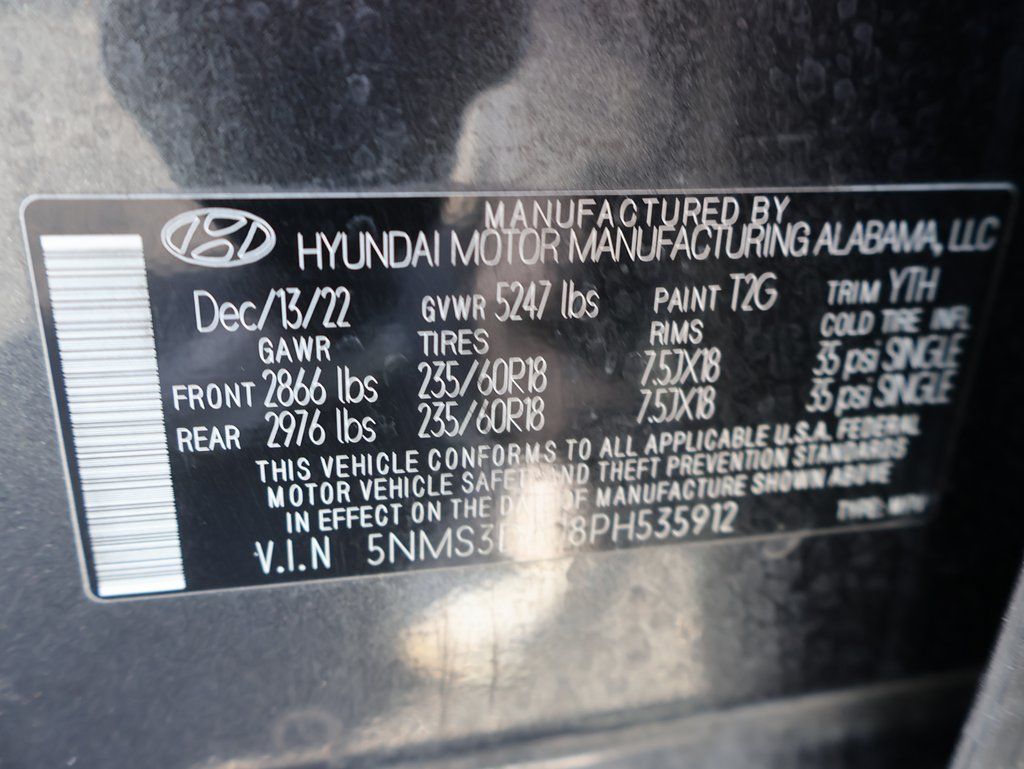 MANUFACTURED BY
HYUNDAI MOTOR MANUFACTURING ALABAMA, LLC
Dec/13/22 GVWR 5247 lbs PAINT T2G TRIM YTH
GAWR TIRES RIMS COLD TIRE INFL
FRONT 2866 lbs 235/60R18 7.5JX18 35 psi SINGLE
REAR 2976 lbs 235/60R18 7.5JX18 35 psi SINGLE
THIS VEHICLE CONFORMS TO ALL APPLICABLE U.S.A. FEDERAL
MOTOR VEHICLE SAFETY AND THEFT PREVENTION STANDARDS
IN EFFECT ON THE DATE OF MANUFACTURE SHOWN ABOVE
V.I.N TYPE: MPV